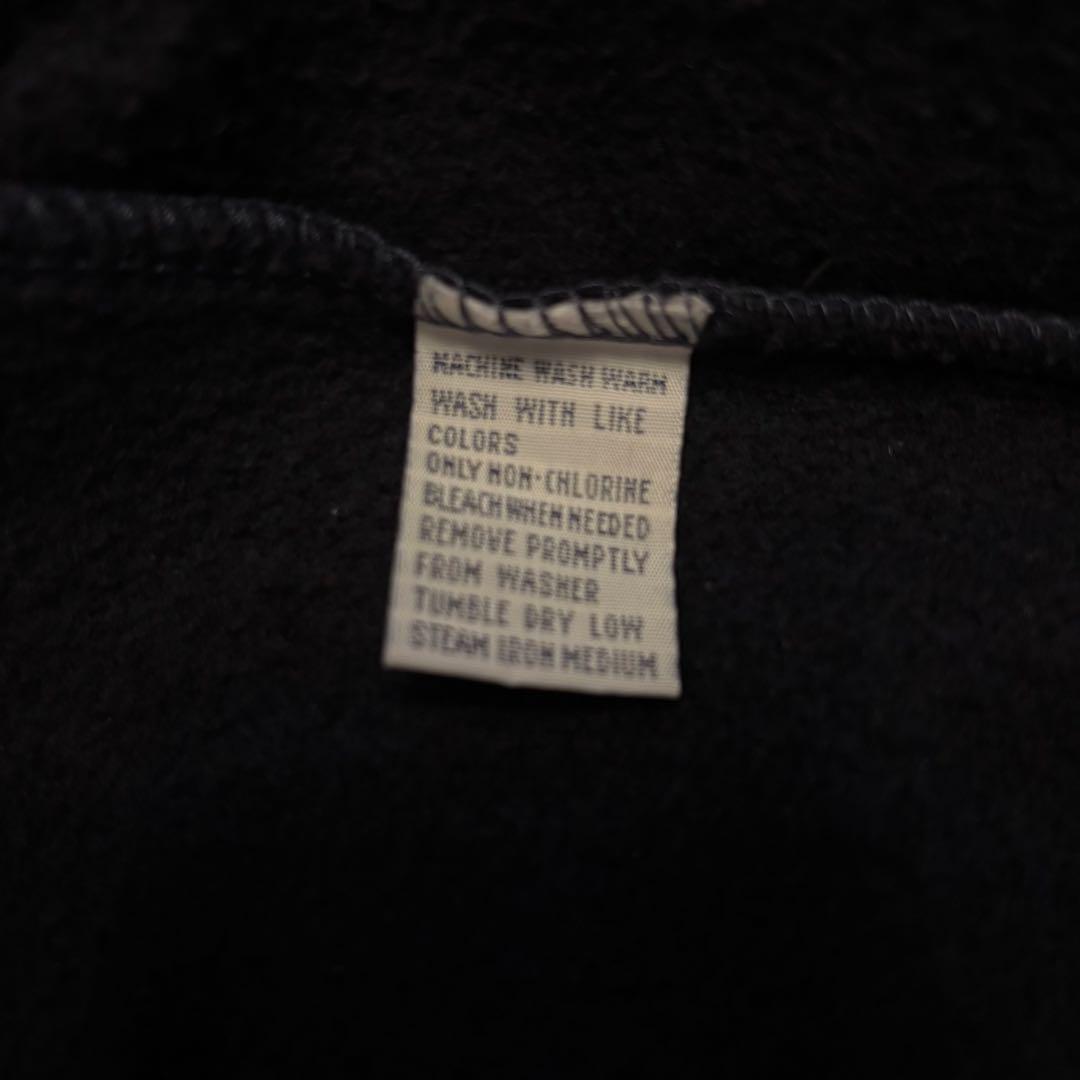 MACHINE WASH WARM
WASH WITH LIKE
COLORS
ONLY NON-CHLORINE
BLEACH WHEN NEEDED
REMOVE PROMPTLY
FROM WASHER
TUMBLE DRY LOW
STEAM IRON MEDIUM